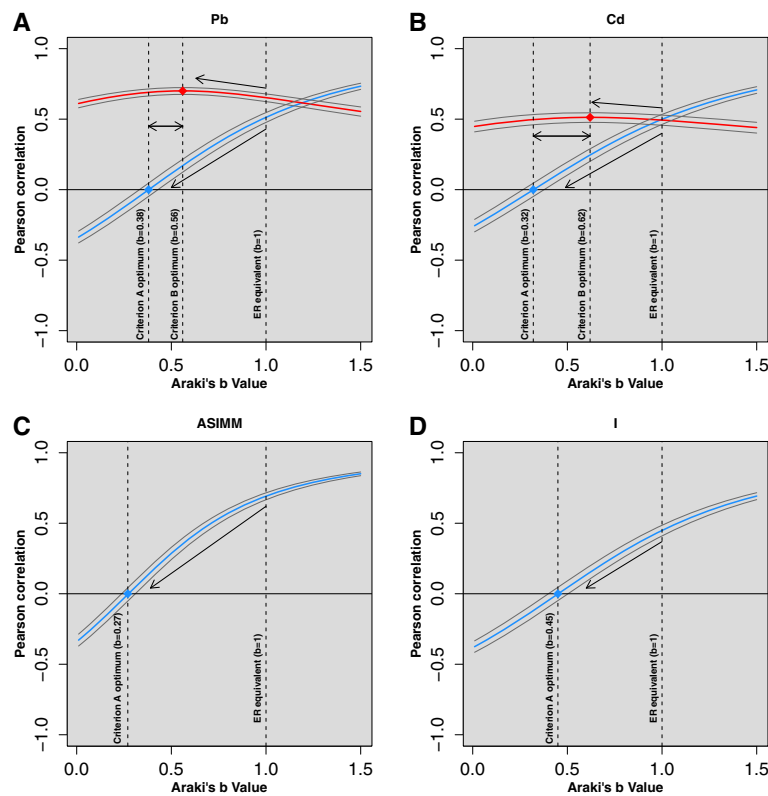 A
Pb
1.0
0.5
0.0
−0.5
−1.0
Pearson correlation
Criterion A optimum (b=0.38)
Criterion B optimum (b=0.56)
ER equivalent (b=1)
0.0 0.5 1.0 1.5
Araki's b Value
B
Cd
1.0
0.5
0.0
−0.5
−1.0
Pearson correlation
Criterion A optimum (b=0.32)
Criterion B optimum (b=0.62)
ER equivalent (b=1)
0.0 0.5 1.0 1.5
Araki's b Value
C
ASIMM
1.0
0.5
0.0
−0.5
−1.0
Pearson correlation
Criterion A optimum (b=0.27)
ER equivalent (b=1)
0.0 0.5 1.0 1.5
Araki's b Value
D
I
1.0
0.5
0.0
−0.5
−1.0
Pearson correlation
Criterion A optimum (b=0.45)
ER equivalent (b=1)
0.0 0.5 1.0 1.5
Araki's b Value